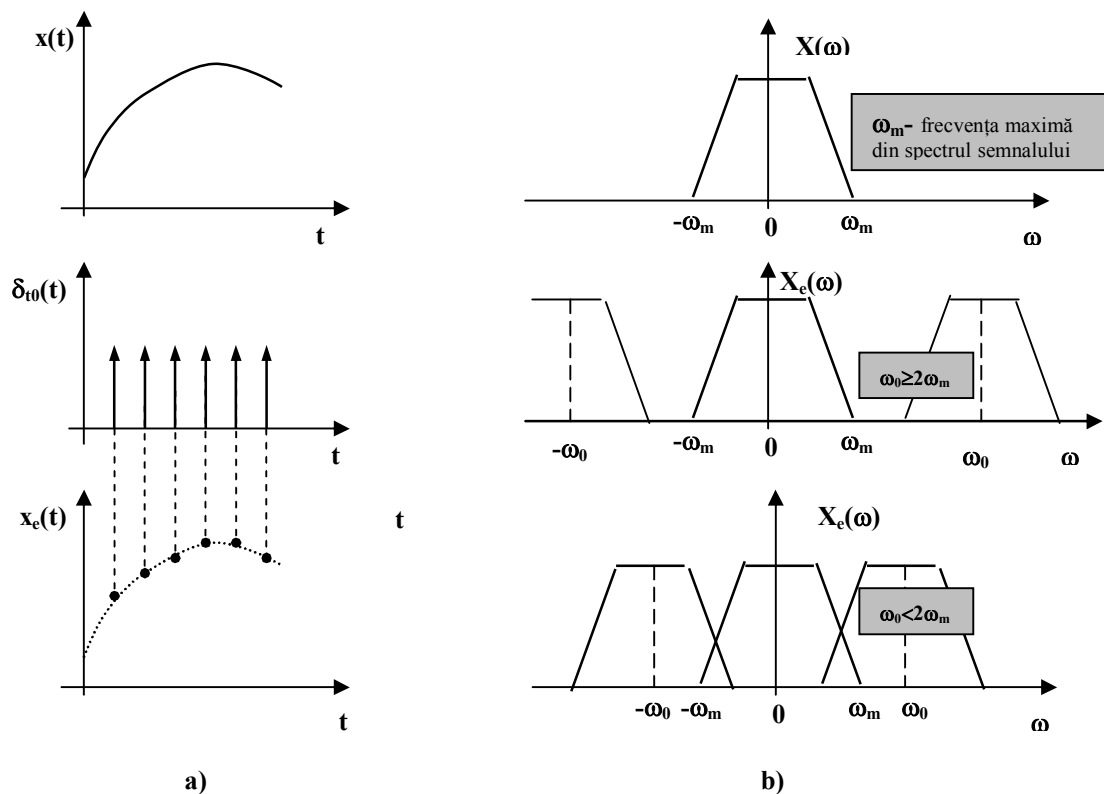 x(t)
t
δt0(t)
t
xe(t)
t
t
a)
X(ω)
ωm- frecvența maximă
din spectrul semnalului
-ωm 0 ωm ω
Xe(ω)
ω0≥2ωm
-ω0 -ωm 0 ωm ω0 ω
Xe(ω)
ω0<2ωm
-ω0 -ωm 0 ωm ω0 ω
b)